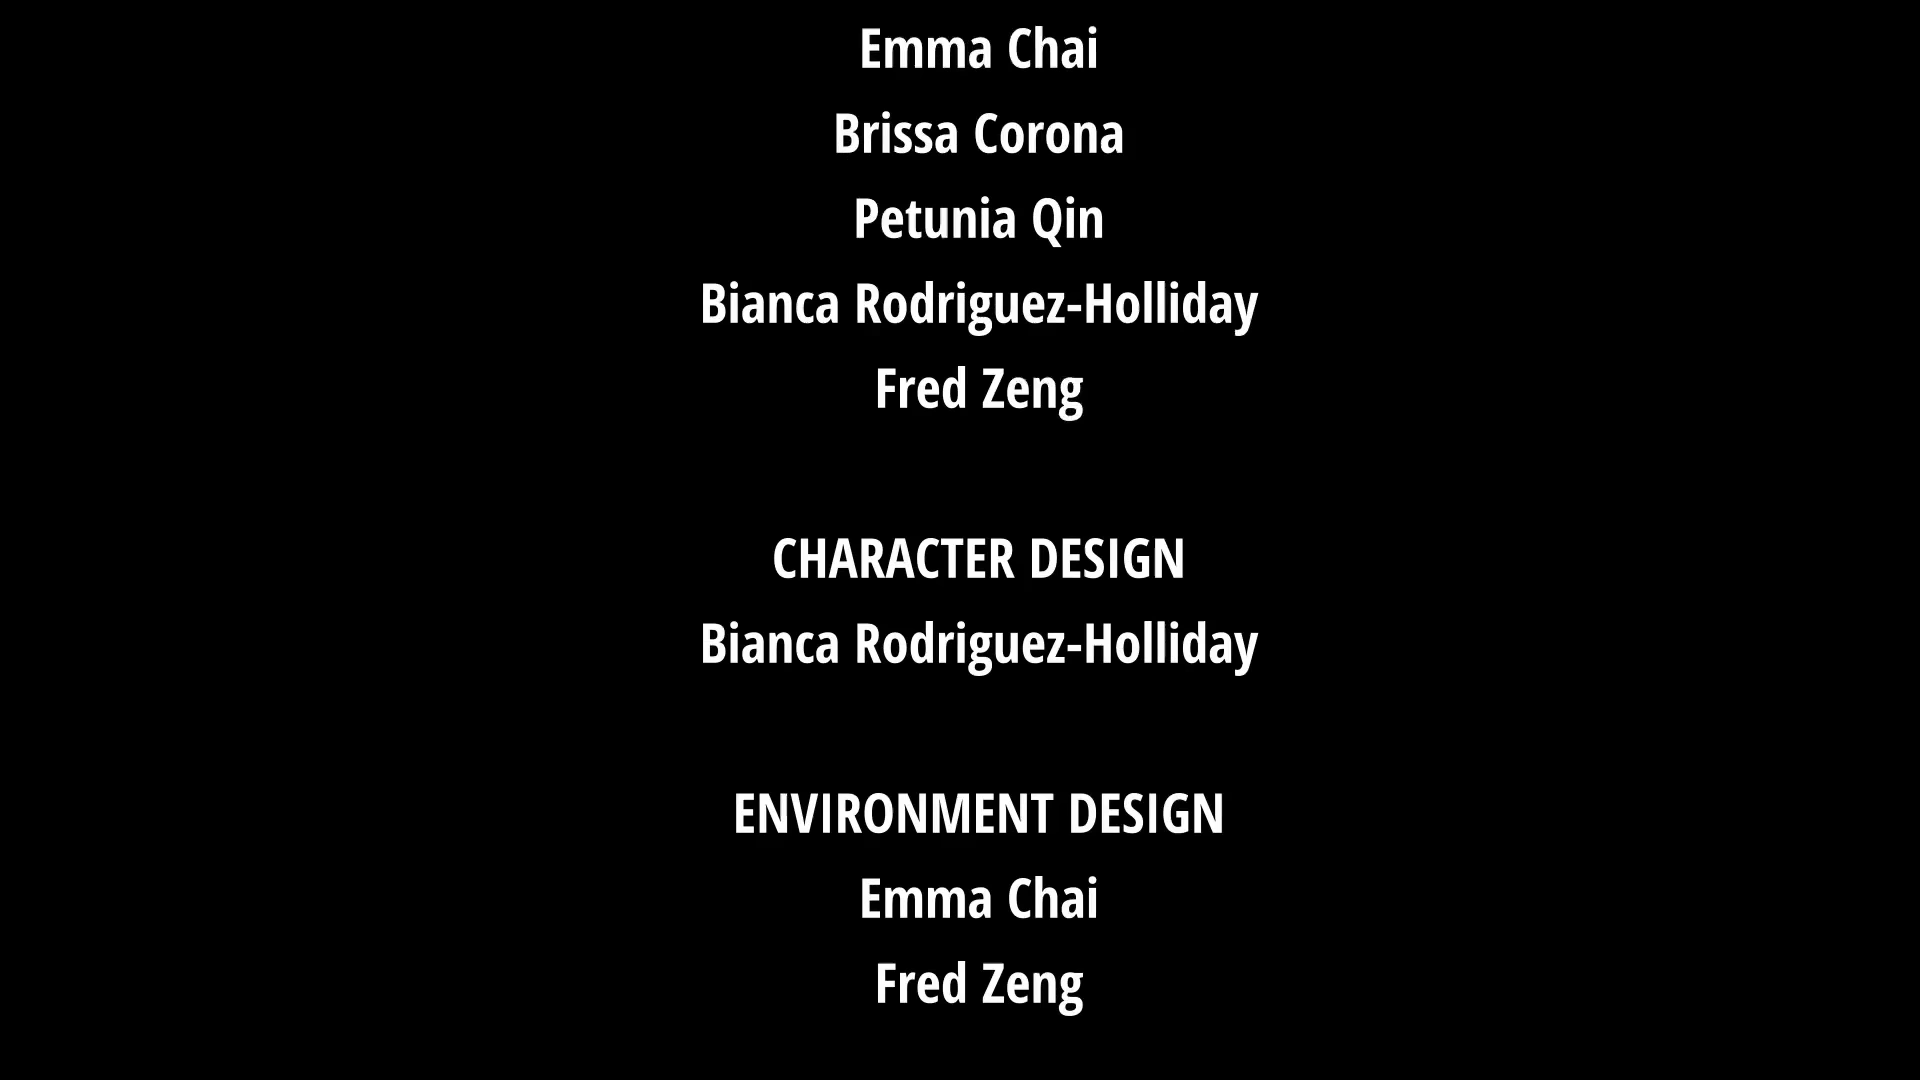 Emma Chai
Brissa Corona
Petunia Qin
Bianca Rodriguez-Holliday
Fred Zeng
CHARACTER DESIGN
Bianca Rodriguez-Holliday
ENVIRONMENT DESIGN
Emma Chai
Fred Zeng